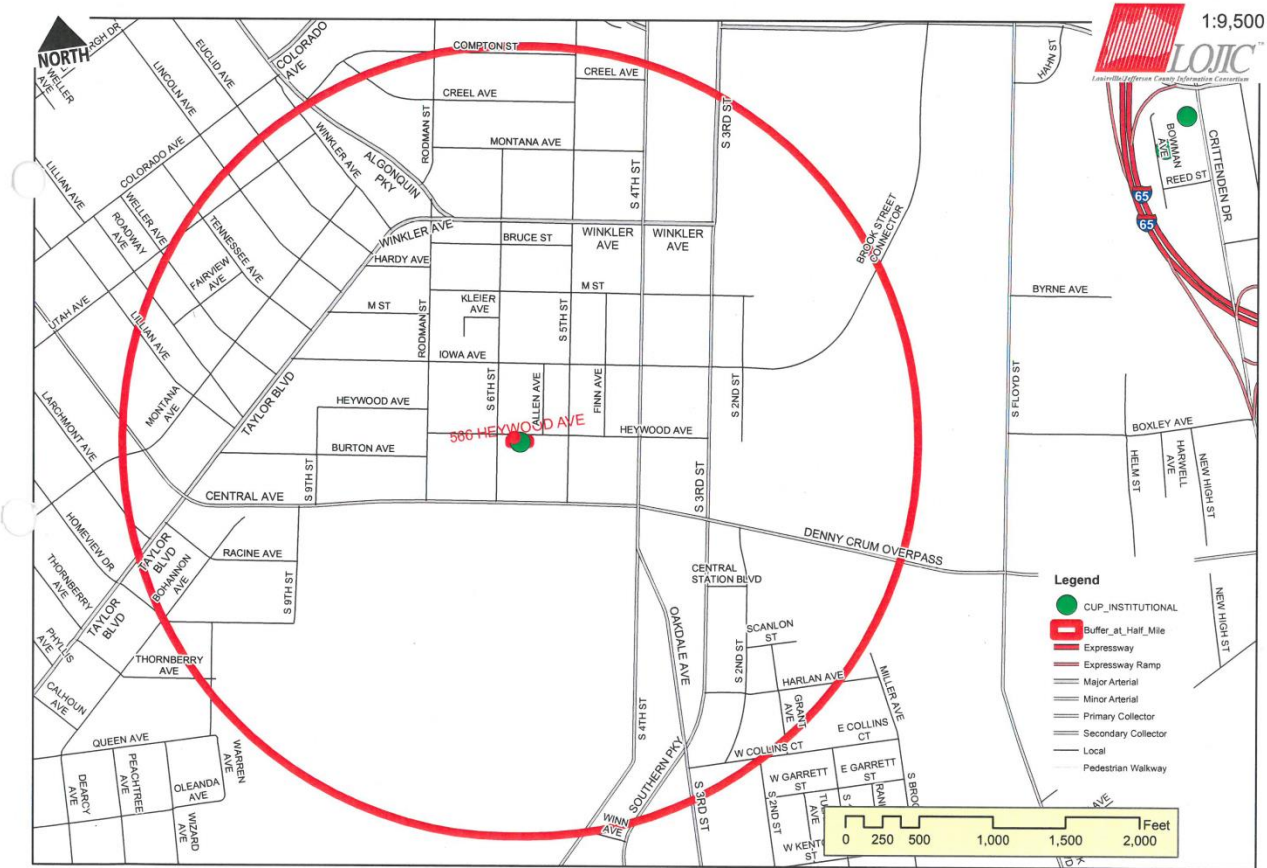 1:9,500
LOJIC™
Louisville/Jefferson County Information Consortium
NORTH
WELLER AVE
EUCLID AVE
COLORADO AVE
LINCOLN AVE
COMPTON ST
CREEL AVE
CREEL AVE
HAHN ST
S 3RD ST
RODMAN ST
MONTANA AVE
WINKLER AVE
ALGONQUIN PKY
S 4TH ST
BOWMAN AVE
CRITTENDEN DR
REED ST
65
65
LILLIAN AVE
COLORADO AVE
WELLER AVE
ROADWAY AVE
TENNESSEE AVE
FAIRVIEW AVE
WINKLER AVE
BRUCE ST
WINKLER AVE
WINKLER AVE
BROOK STREET CONNECTOR
HARDY AVE
M ST
BYRNE AVE
UTAH AVE
LILLIAN AVE
M ST
KLEIER AVE
RODMAN ST
S 5TH ST
IOWA AVE
TAYLOR BLVD
S 6TH ST
ALLEN AVE
FINN AVE
S 2ND ST
S FLOYD ST
LARCHMONT AVE
MONTANA AVE
HEYWOOD AVE
566 HEYWOOD AVE
HEYWOOD AVE
BOXLEY AVE
BURTON AVE
HELM ST
HARWELL AVE
NEW HIGH ST
S 9TH ST
CENTRAL AVE
S 3RD ST
HOMEVIEW DR
TAYLOR BLVD
BOHANNON AVE
RACINE AVE
S 9TH ST
DENNY CRUM OVERPASS
CENTRAL STATION BLVD
THORNBERRY AVE
TAYLOR BLVD
PHYLLIS AVE
THORNBERRY AVE
CALHOUN AVE
OAKDALE AVE
S 2ND ST
SCANLON ST
HARLAN AVE
GRANT AVE
MILLER AVE
NEW HIGH ST
S 4TH ST
SOUTHERN PKY
W COLLINS CT
E COLLINS CT
QUEEN AVE
WARREN AVE
DEARCY AVE
PEACHTREE AVE
OLEANDA AVE
WIZARD AVE
WINN AVE
S 3RD ST
W GARRETT ST
E GARRETT ST
S 2ND ST
W KENT
ST
AVE
Legend
CUP_INSTITUTIONAL
Buffer_at_Half_Mile
Expressway
Expressway Ramp
Major Arterial
Minor Arterial
Primary Collector
Secondary Collector
Local
Pedestrian Walkway
Feet
0 250 500 1,000 1,500 2,000